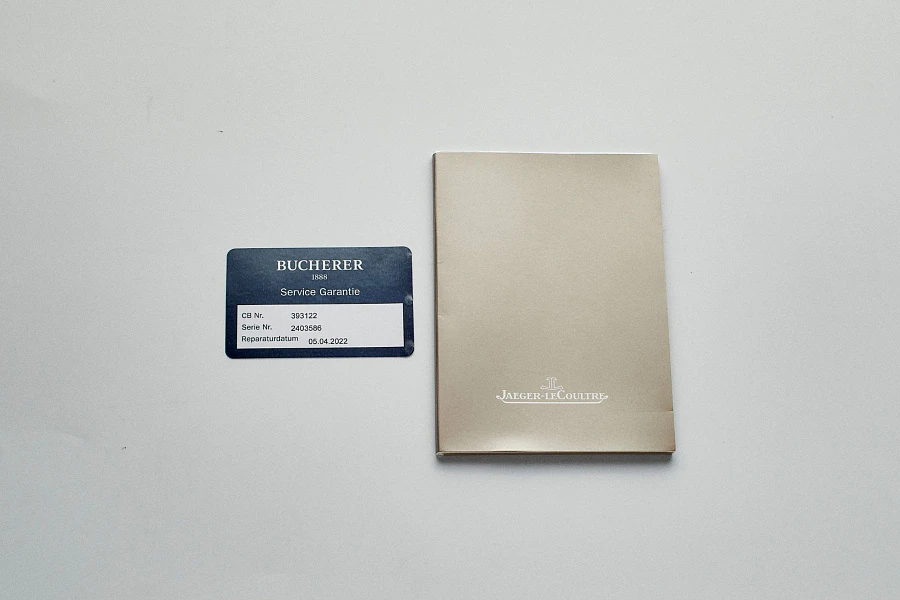 BUCHERER
1888
Service Garantie
CB Nr. 393122
Serie Nr. 2403586
Reparaturdatum 05.04.2022
JAEGER-LECOULTRE